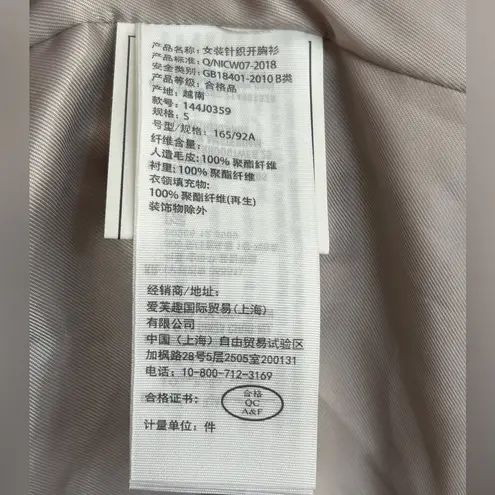 产品名称: 女装针织开胸衫
产品标准: Q/NICW07-2018
安全类别: GB18401-2010 B类
产品等级: 合格品
产地: 越南
款号: 144J0359
规格: S
号型/规格: 165/92A
纤维含量:
人造毛皮: 100% 聚酯纤维
衬里: 100% 聚酯纤维
衣领填充物:
100% 聚酯纤维(再生)
装饰物除外
经销商/地址:
爱芙趣国际贸易(上海)
有限公司
中国 (上海) 自由贸易试验区
加枫路28号5层2505室200131
电话: 10-800-712-3169
合格证书:
合格
QC
A&F
计量单位: 件